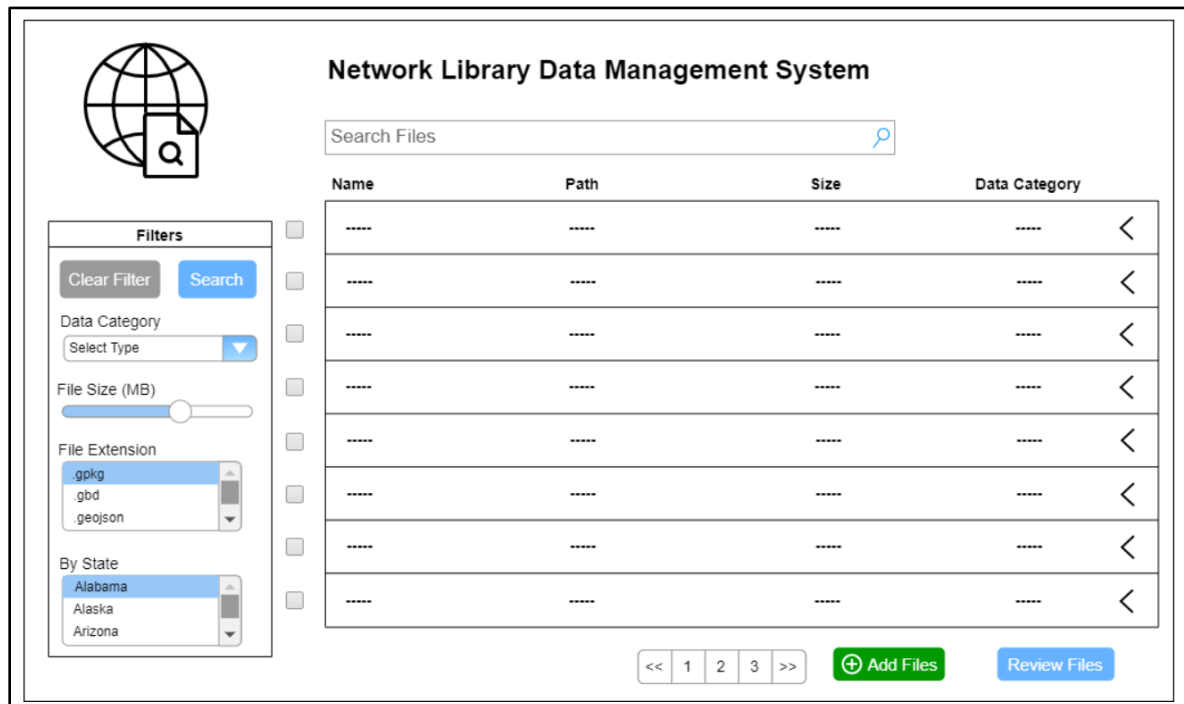 Network Library Data Management System
Search Files
Name Path Size Data Category
Filters
Clear Filter Search
Data Category
Select Type
File Size (MB)
File Extension
.gpkg
.gbd
.geojson
By State
Alabama
Alaska
Arizona
----- ----- ----- -----
----- ----- ----- -----
----- ----- ----- -----
----- ----- ----- -----
----- ----- ----- -----
----- ----- ----- -----
----- ----- ----- -----
----- ----- ----- -----
<< 1 2 3 >> Add Files Review Files